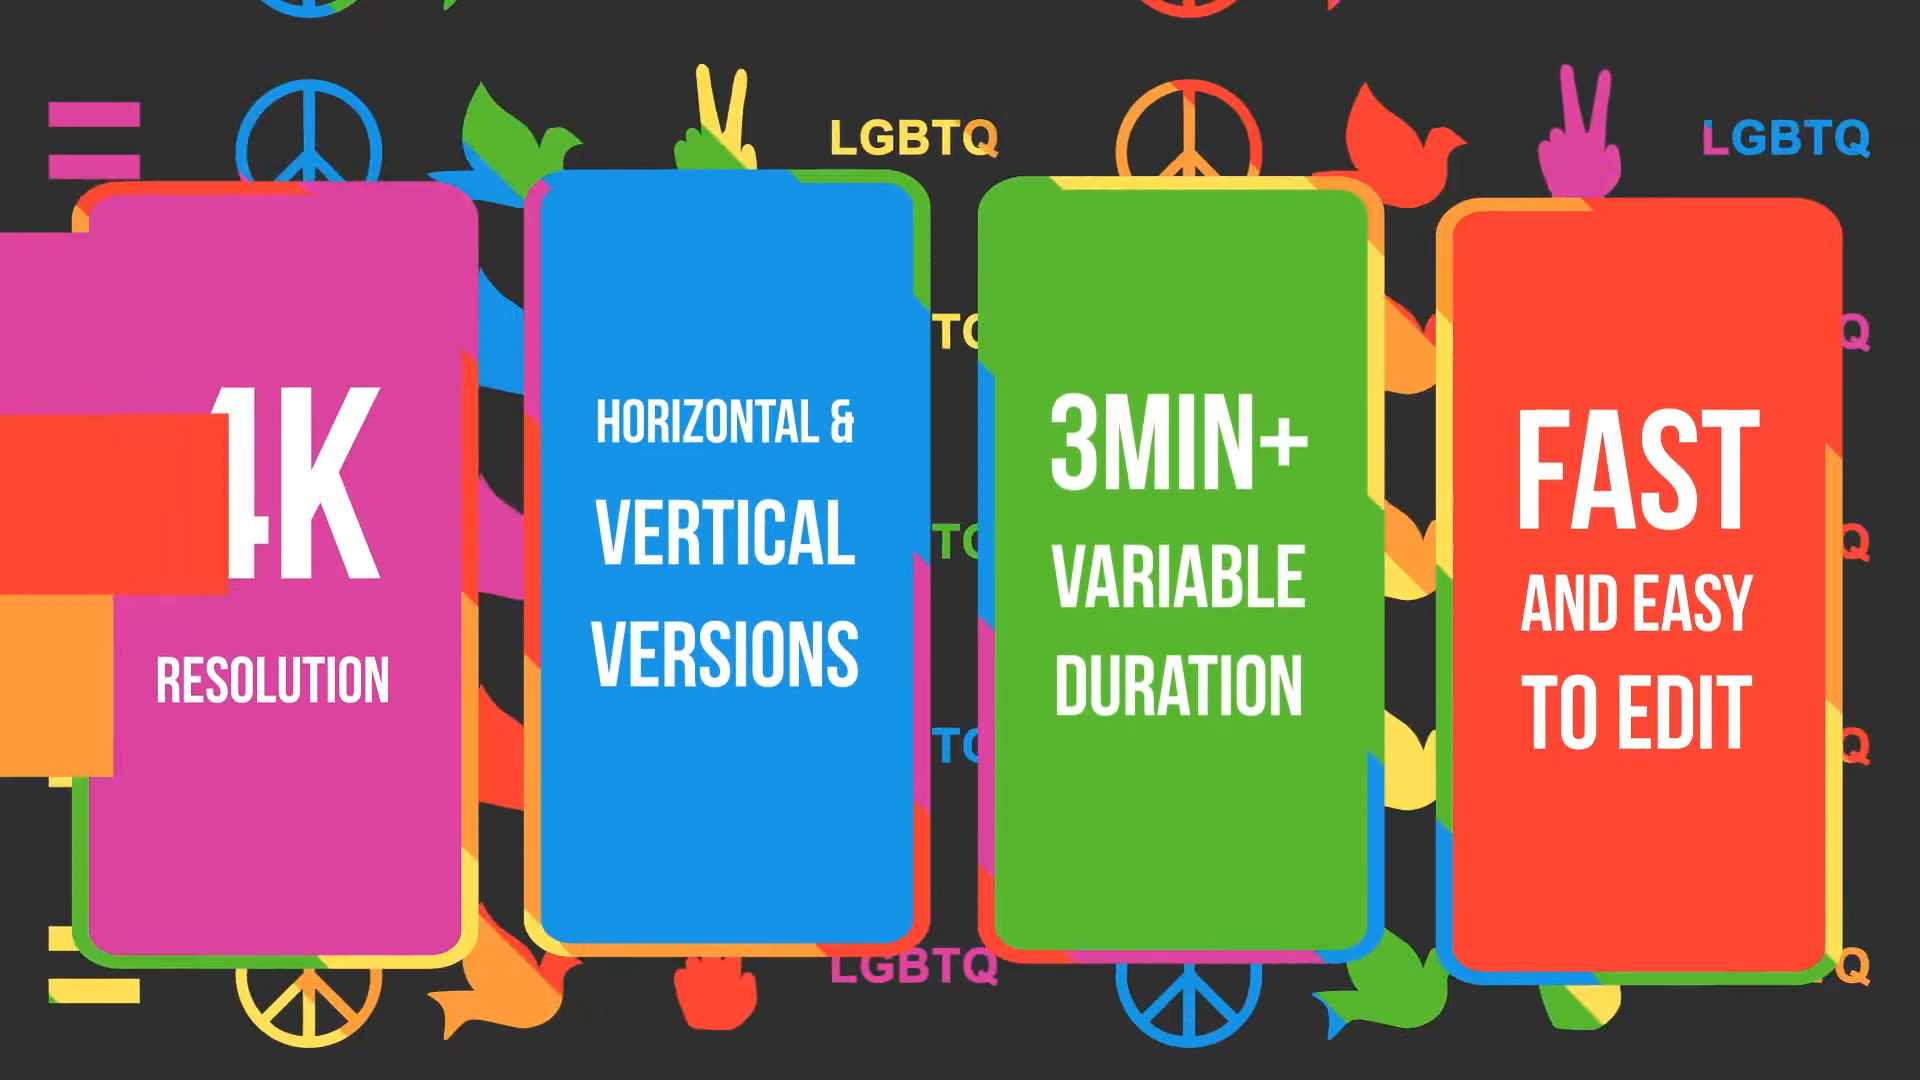 LGBTQ
LGBTQ
4K
RESOLUTION
HORIZONTAL &
VERTICAL
VERSIONS
3MIN+
VARIABLE
DURATION
FAST
AND EASY
TO EDIT
LGBTQ